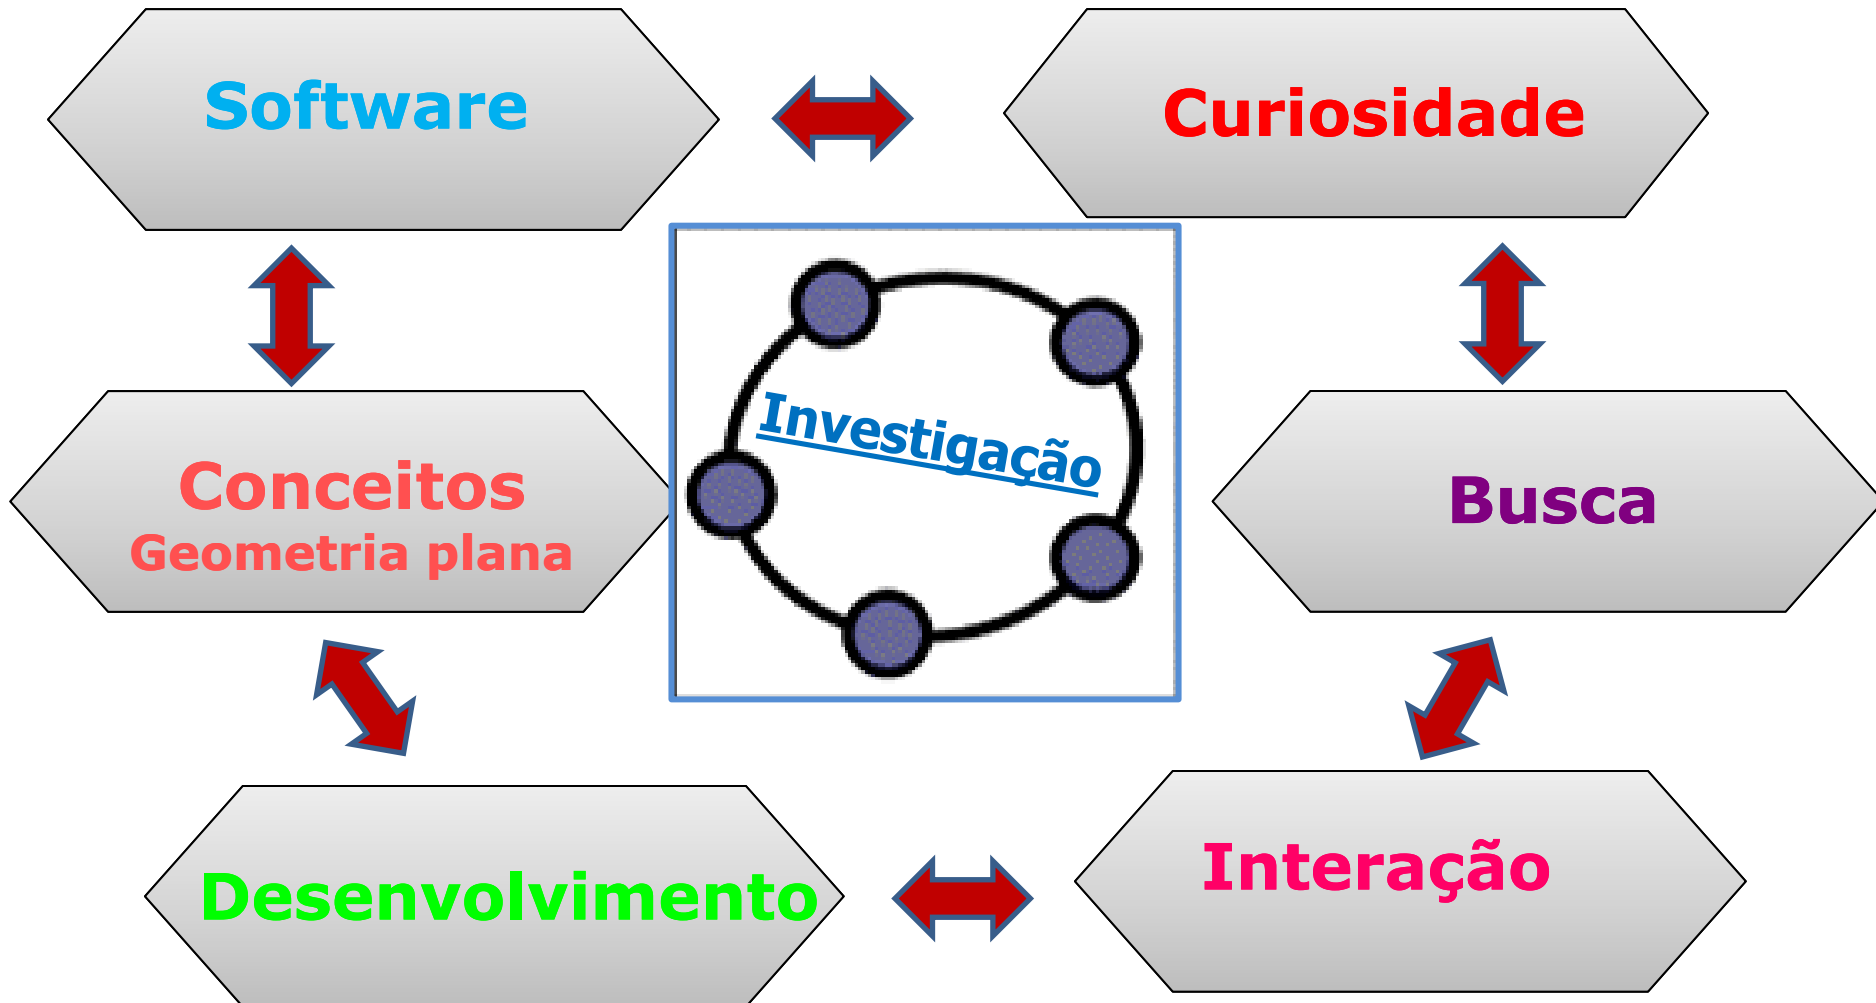 Software
Curiosidade
Investigação
Conceitos
Geometria plana
Busca
Desenvolvimento
Interação